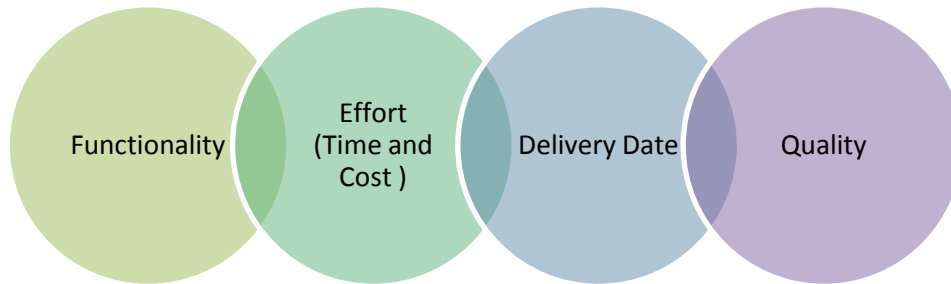 Functionality
Effort
(Time and
Cost )
Delivery Date
Quality